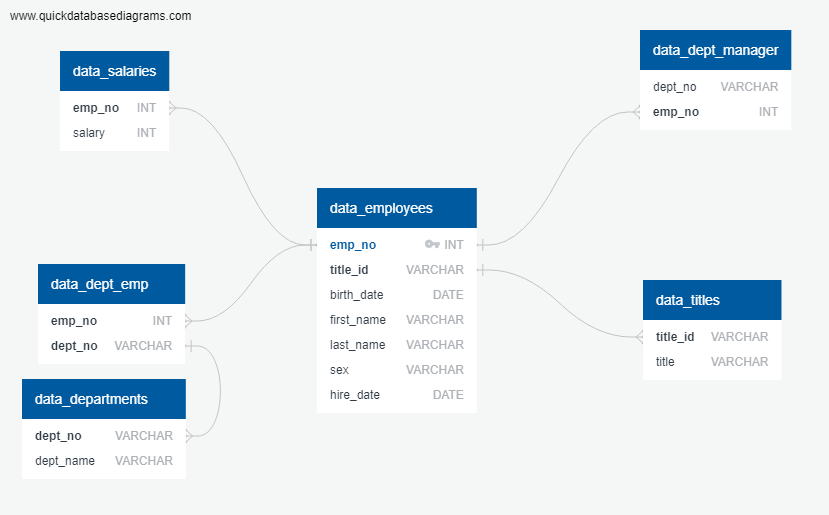 www.quickdatabasediagrams.com
data_salaries
emp_no INT
salary INT
data_dept_manager
dept_no VARCHAR
emp_no INT
data_employees
emp_no INT
title_id VARCHAR
birth_date DATE
first_name VARCHAR
last_name VARCHAR
sex VARCHAR
hire_date DATE
data_dept_emp
emp_no INT
dept_no VARCHAR
data_titles
title_id VARCHAR
title VARCHAR
data_departments
dept_no VARCHAR
dept_name VARCHAR